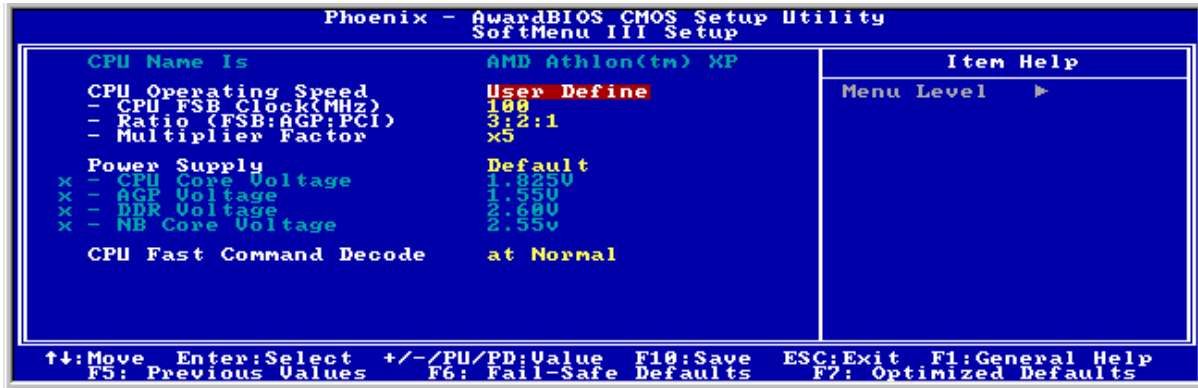 Phoenix - AwardBIOS CMOS Setup Utility
SoftMenu III Setup
CPU Name Is AMD Athlon(tm) XP
CPU Operating Speed User Define
- CPU FSB Clock(MHz) 100
- Ratio (FSB:AGP:PCI) 3:2:1
- Multiplier Factor x5
Power Supply Default
x - CPU Core Voltage 1.825V
x - AGP Voltage 1.55V
x - DDR Voltage 2.60V
x - NB Core Voltage 2.55V
CPU Fast Command Decode at Normal
Item Help
Menu Level ►
↑↓:Move Enter:Select +/-/PU/PD:Value F10:Save ESC:Exit F1:General Help
F5: Previous Values F6: Fail-Safe Defaults F7: Optimized Defaults